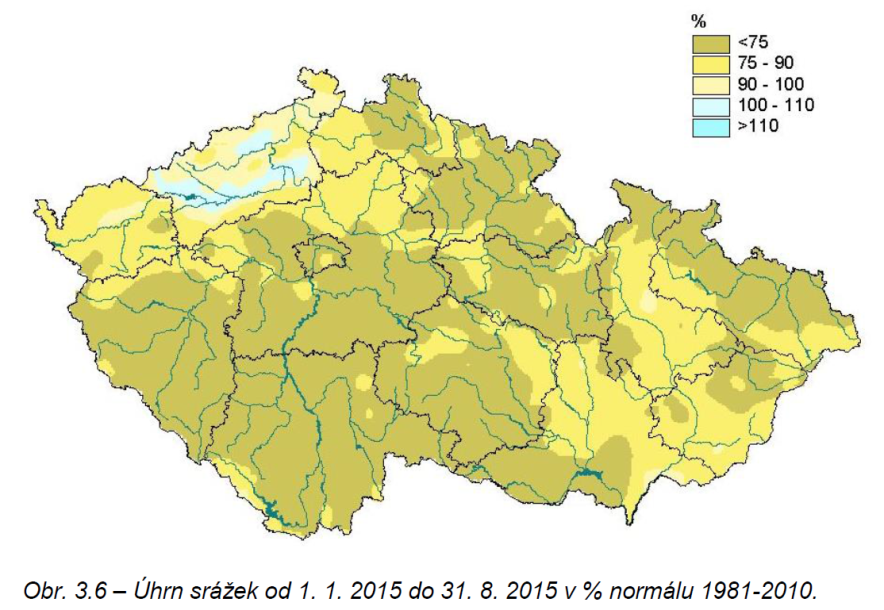 %
<75
75 - 90
90 - 100
100 - 110
>110
Obr. 3.6 – Úhrn srážek od 1. 1. 2015 do 31. 8. 2015 v % normálu 1981-2010.